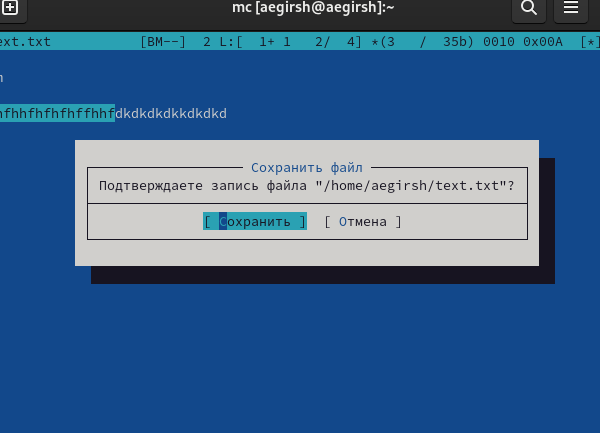 mc [aegirsh@aegirsh]:~
ext.txt [BM--] 2 L:[ 1+ 1 2/ 4] *(3 / 35b) 0010 0x00A [*]
Сохранить файл
Подтверждаете запись файла "/home/aegirsh/text.txt"?
[ Сохранить ] [ Отмена ]